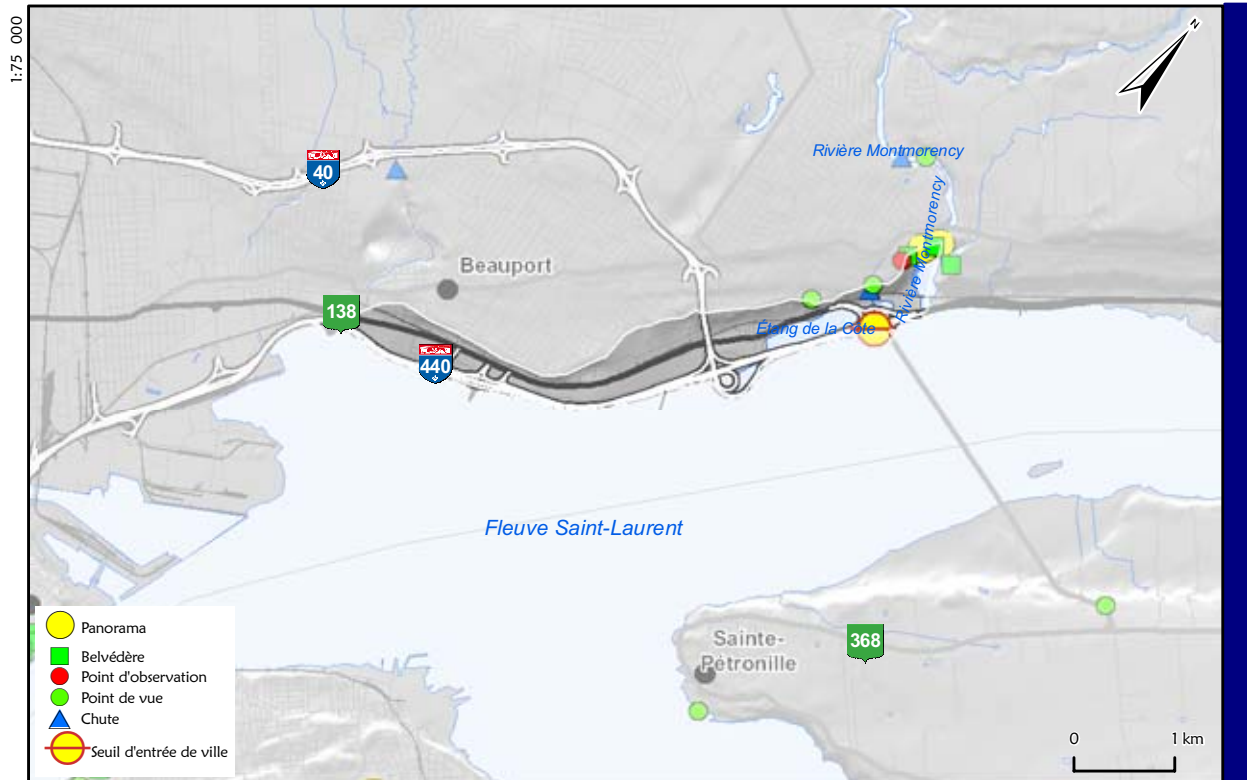 1:75 000
N
Rivière Montmorency
40
Rivière Montmorency
Beauport
138
Étang de la Côte
440
Fleuve Saint-Laurent
Panorama
Belvédère
Point d'observation
Point de vue
Chute
Seuil d'entrée de ville
Sainte-
Pétronille
368
0 1 km